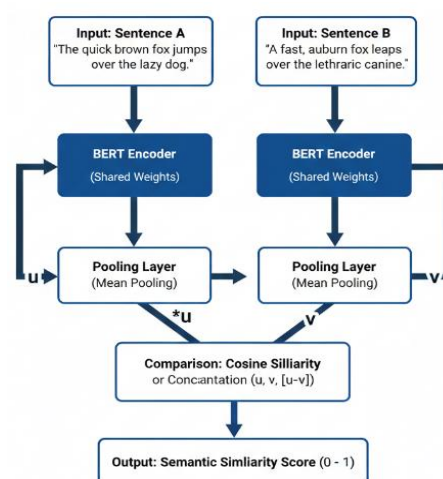 Input: Sentence A
"The quick brown fox jumps
over the lazy dog."
Input: Sentence B
"A fast, auburn fox leaps
over the lethraric canine."
BERT Encoder
(Shared Weights)
BERT Encoder
(Shared Weights)
u
Pooling Layer
(Mean Pooling)
Pooling Layer
(Mean Pooling)
v
*u
v
Comparison: Cosine Silliarity
or Concantation (u, v, [u-v])
Output: Semantic Simliarity Score (0 - 1)